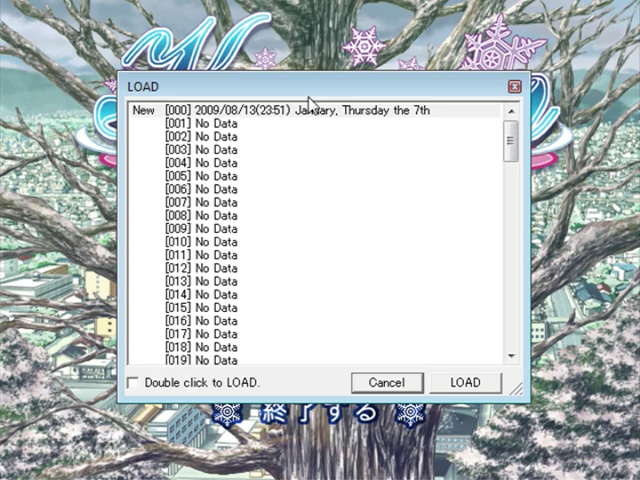 LOAD
New [000] 2009/08/13(23:51) January, Thursday the 7th
[001] No Data
[002] No Data
[003] No Data
[004] No Data
[005] No Data
[006] No Data
[007] No Data
[008] No Data
[009] No Data
[010] No Data
[011] No Data
[012] No Data
[013] No Data
[014] No Data
[015] No Data
[016] No Data
[017] No Data
[018] No Data
[019] No Data
Double click to LOAD.
Cancel
LOAD
終了する